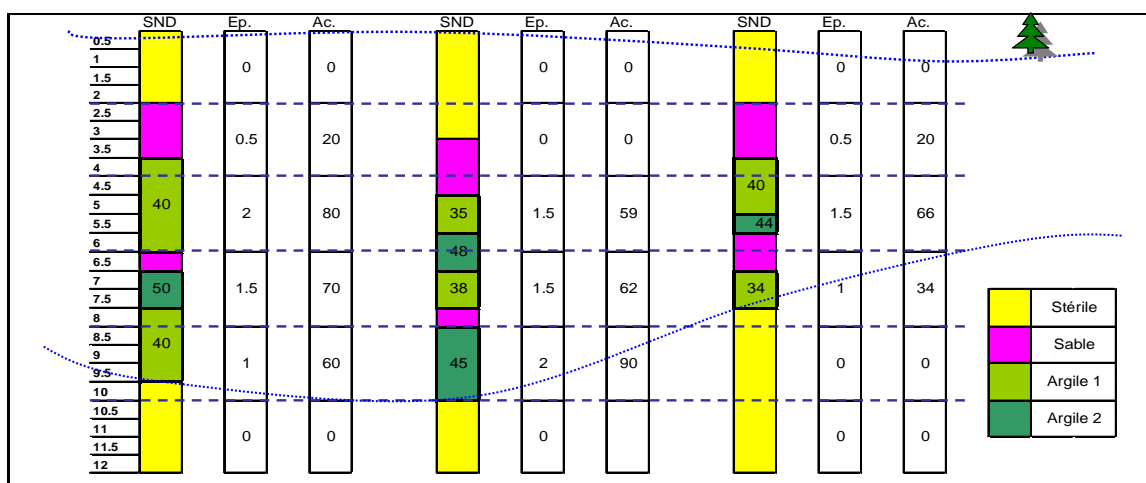 SND Ep. Ac. SND Ep. Ac. SND Ep. Ac.
0.5
1 0 0 0 0 0 0
1.5
2
2.5
3 0.5 20 0 0 0.5 20
3.5
4
4.5 40
5 40 2 80 35 1.5 59 1.5 66
5.5 44
6 48
6.5
7 50 1.5 70 38 1.5 62 34 1 34
7.5 Stérile
8
8.5 40 Sable
9 1 60 45 2 90 0 0
9.5 Argile 1
10
10.5 Argile 2
11 0 0 0 0 0
11.5
12